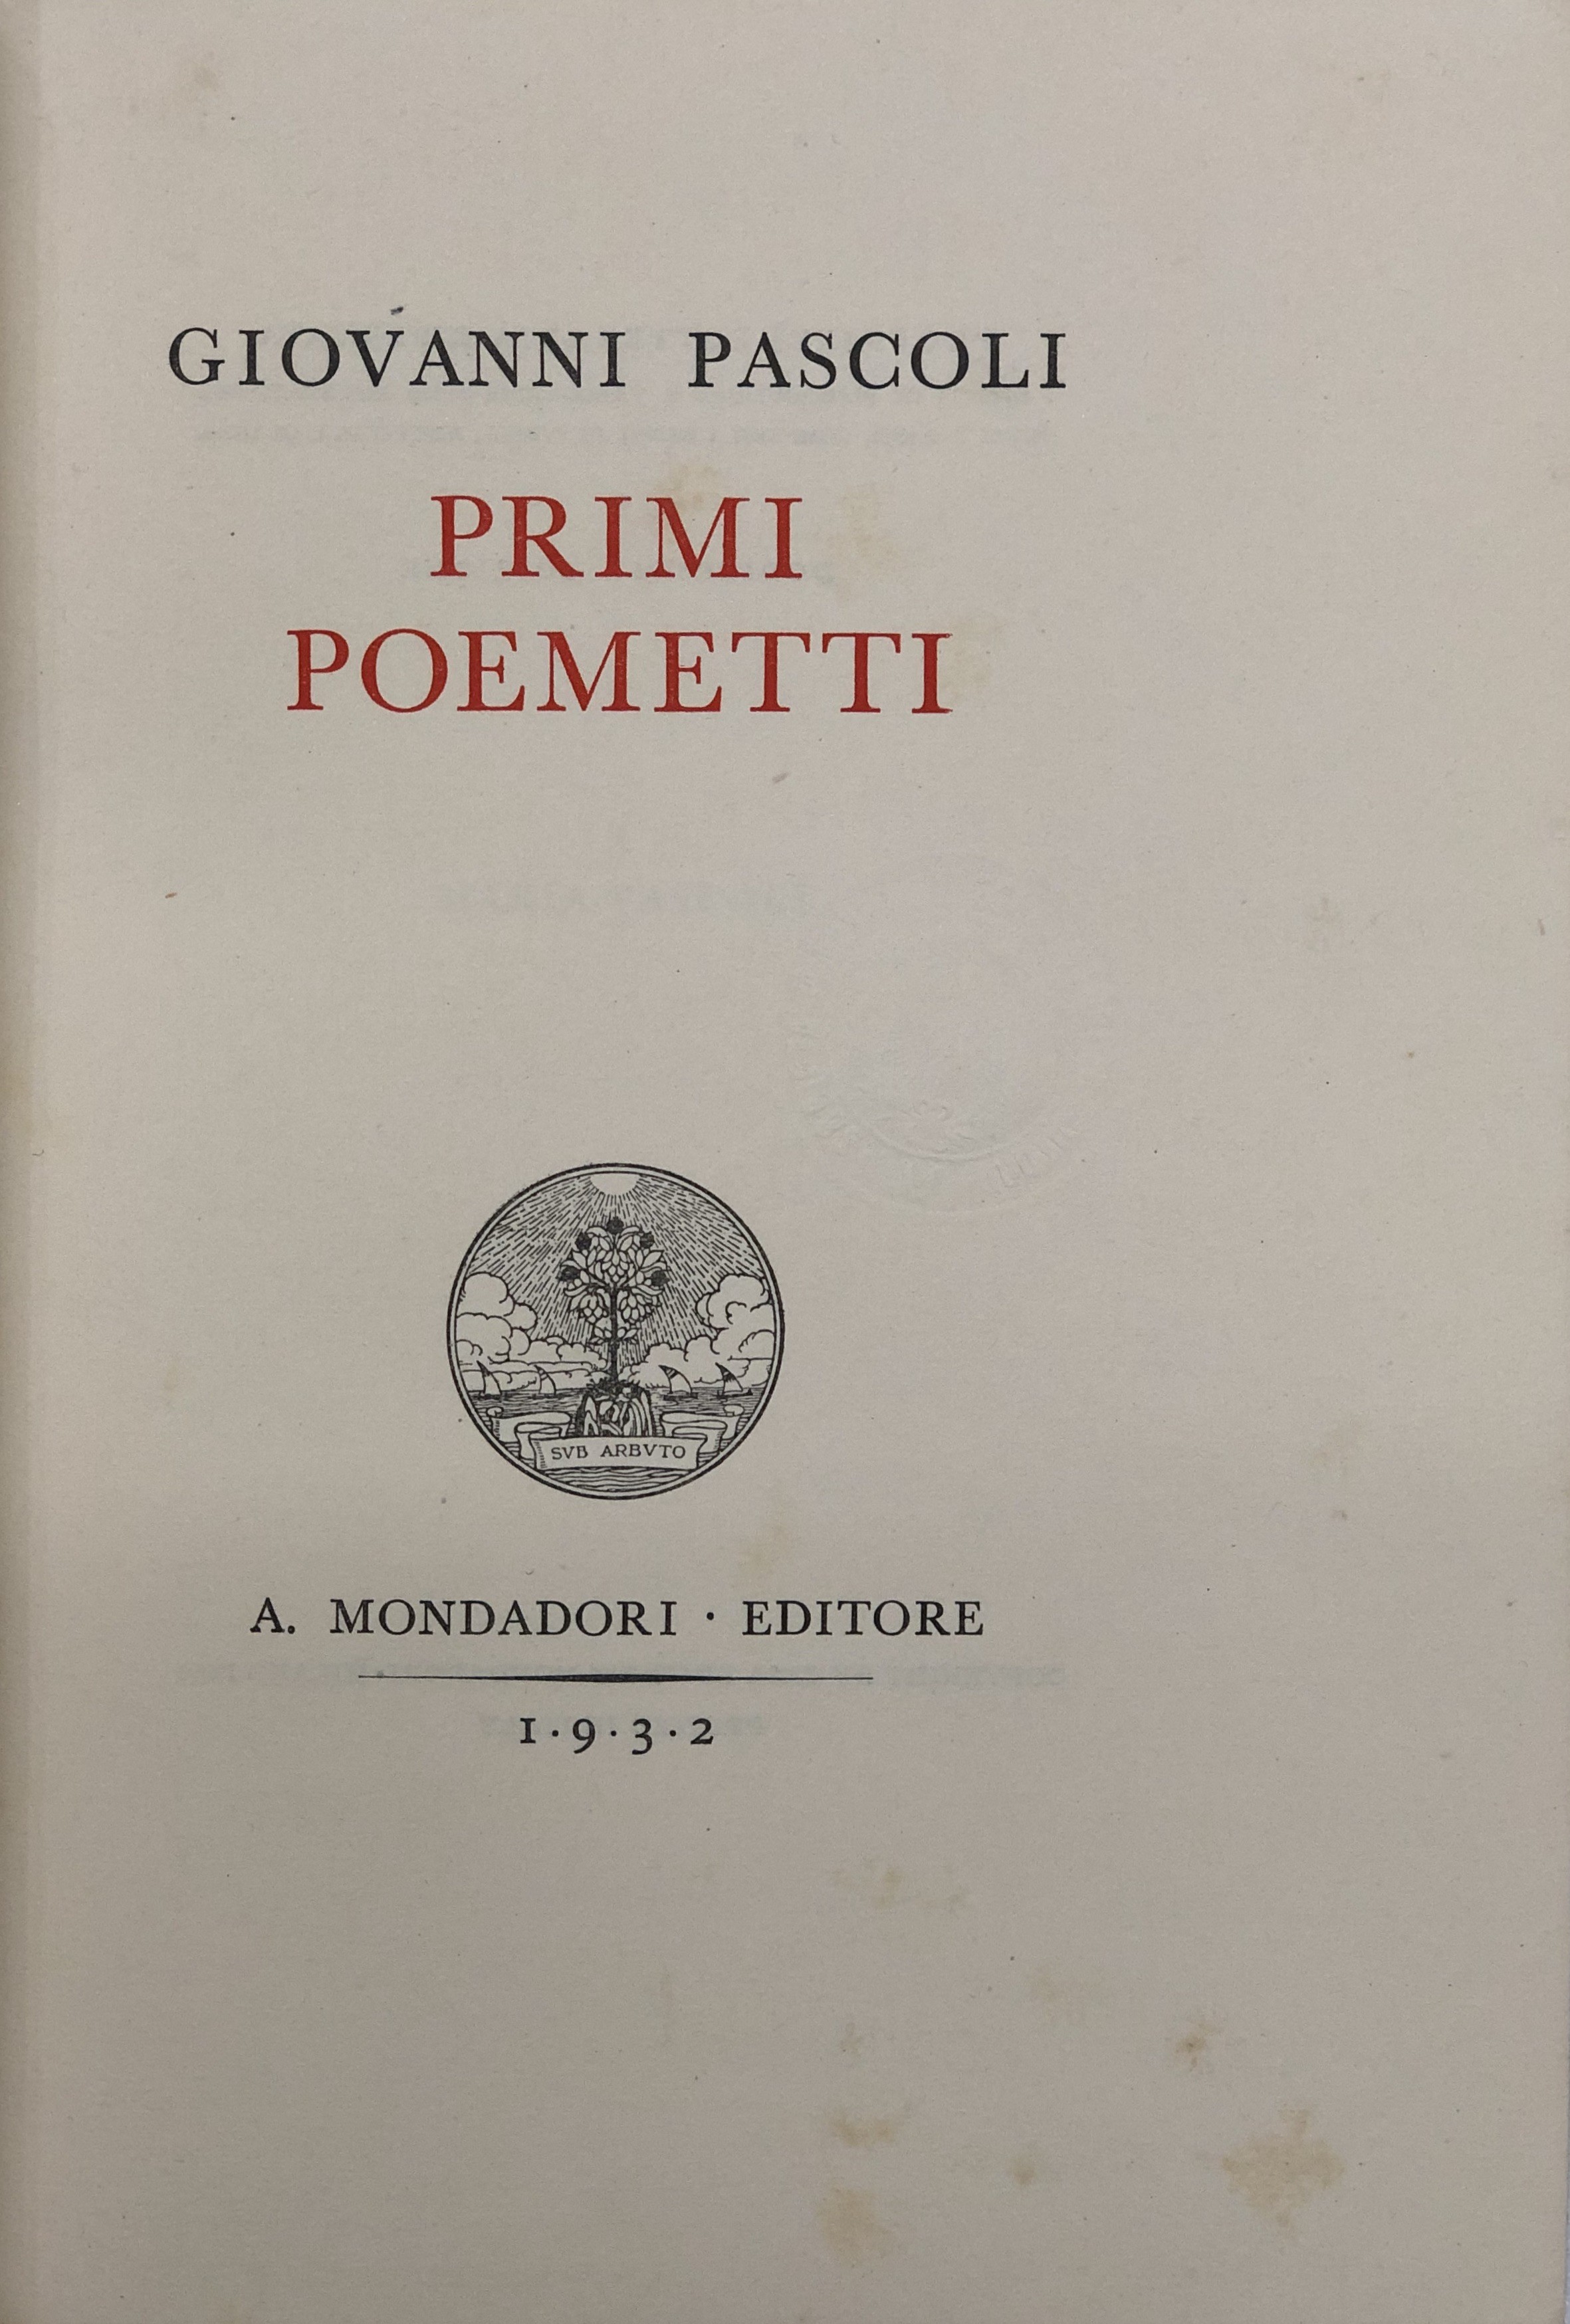 GIOVANNI PASCOLI
PRIMI
POEMETTI
SVB ARBVTO
A. MONDADORI · EDITORE
1·9·3·2